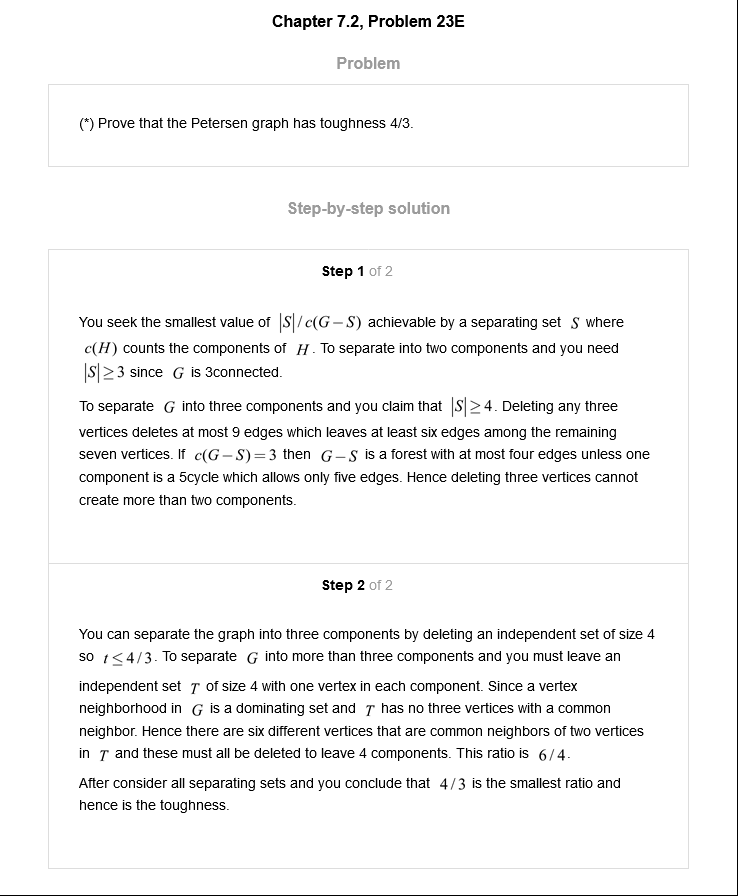 Chapter 7.2, Problem 23E
Problem
(*) Prove that the Petersen graph has toughness 4/3.
Step-by-step solution
Step 1 of 2
You seek the smallest value of |S|/c(G−S) achievable by a separating set S where
c(H) counts the components of H. To separate into two components and you need
|S|≥3 since G is 3connected.
To separate G into three components and you claim that |S|≥4. Deleting any three
vertices deletes at most 9 edges which leaves at least six edges among the remaining
seven vertices. If c(G−S)=3 then G−S is a forest with at most four edges unless one
component is a 5cycle which allows only five edges. Hence deleting three vertices cannot
create more than two components.
Step 2 of 2
You can separate the graph into three components by deleting an independent set of size 4
so t≤4/3. To separate G into more than three components and you must leave an
independent set T of size 4 with one vertex in each component. Since a vertex
neighborhood in G is a dominating set and T has no three vertices with a common
neighbor. Hence there are six different vertices that are common neighbors of two vertices
in T and these must all be deleted to leave 4 components. This ratio is 6/4.
After consider all separating sets and you conclude that 4/3 is the smallest ratio and
hence is the toughness.